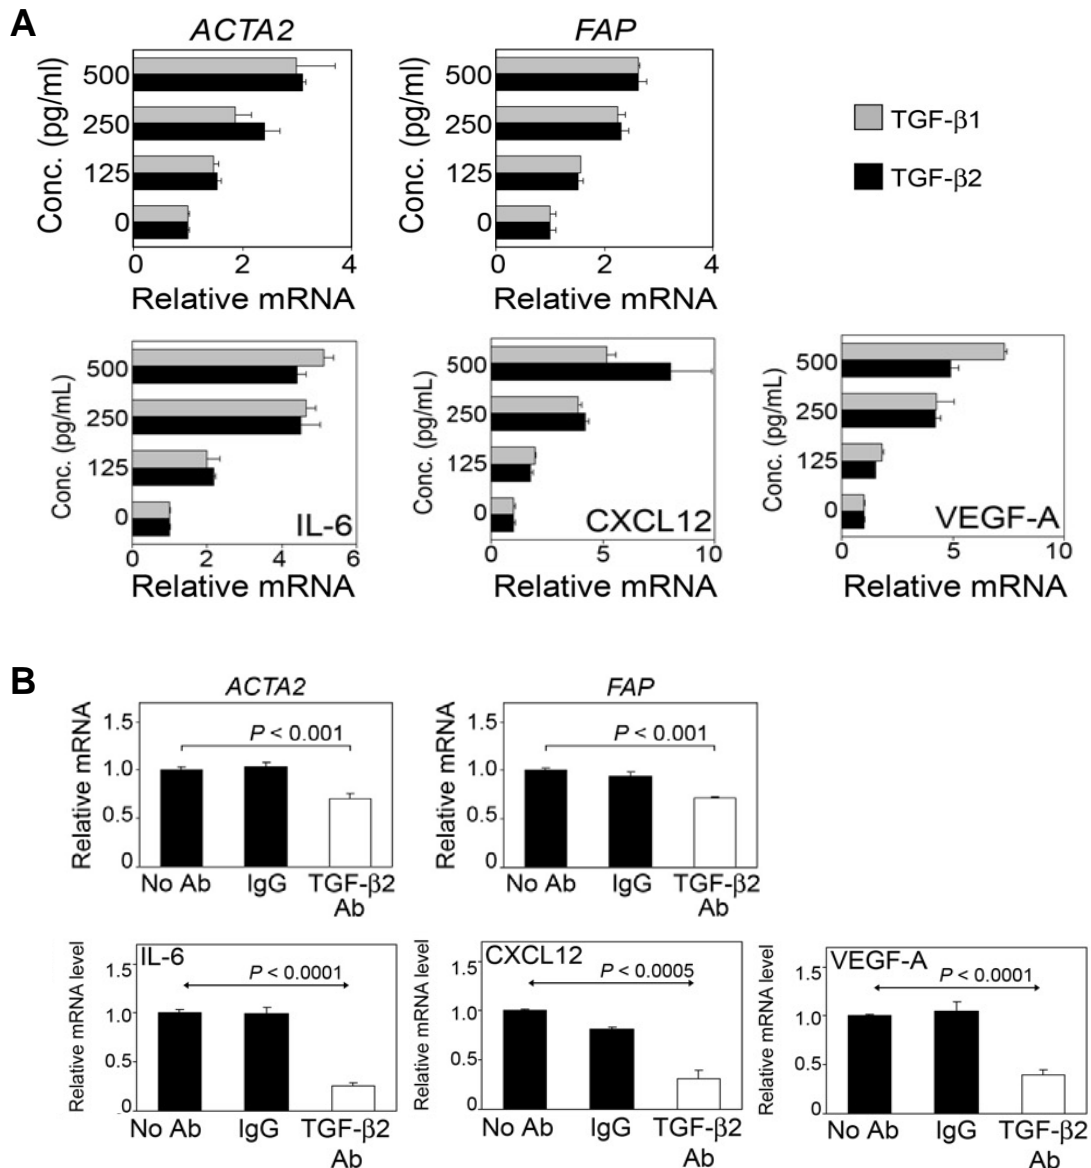 A
ACTA2
FAP
Conc. (pg/ml)
500
250
125
0
0 2 4
Relative mRNA
Conc. (pg/ml)
500
250
125
0
0 2 4
Relative mRNA
TGF-β1
TGF-β2
Conc. (pg/mL)
500
250
125
0
IL-6
0 2 4 6
Relative mRNA
Conc. (pg/mL)
500
250
125
0
CXCL12
0 5 10
Relative mRNA
Conc. (pg/mL)
500
250
125
0
VEGF-A
0 5 10
Relative mRNA
B
ACTA2
Relative mRNA
1.5
1.0
0.5
0
P < 0.001
No Ab IgG TGF-β2
Ab
FAP
Relative mRNA
1.5
1.0
0.5
0
P < 0.001
No Ab IgG TGF-β2
Ab
IL-6
Relative mRNA level
1.5
1.0
0.5
0
P < 0.0001
No Ab IgG TGF-β2
Ab
CXCL12
Relative mRNA level
1.5
1.0
0.5
0
P < 0.0005
No Ab IgG TGF-β2
Ab
VEGF-A
Relative mRNA level
1.5
1.0
0.5
0
P < 0.0001
No Ab IgG TGF-β2
Ab